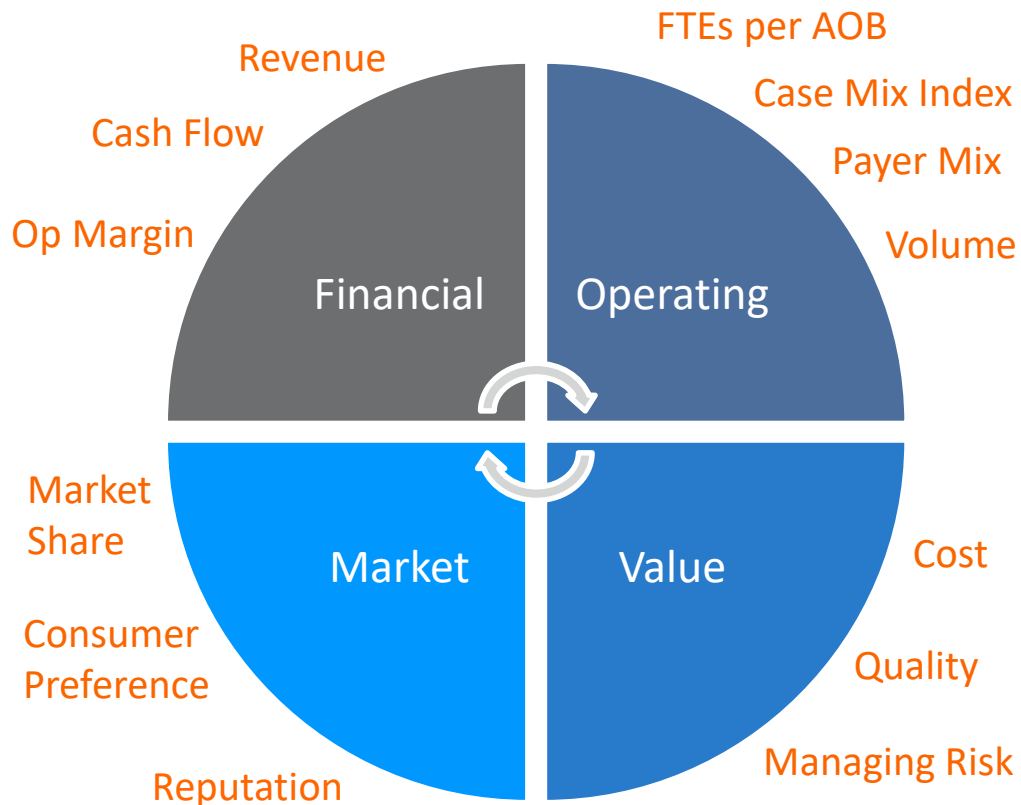 FTEs per AOB
Revenue
Case Mix Index
Cash Flow
Payer Mix
Op Margin
Volume
Financial
Operating
Market
Share
Cost
Market
Value
Consumer
Preference
Quality
Managing Risk
Reputation